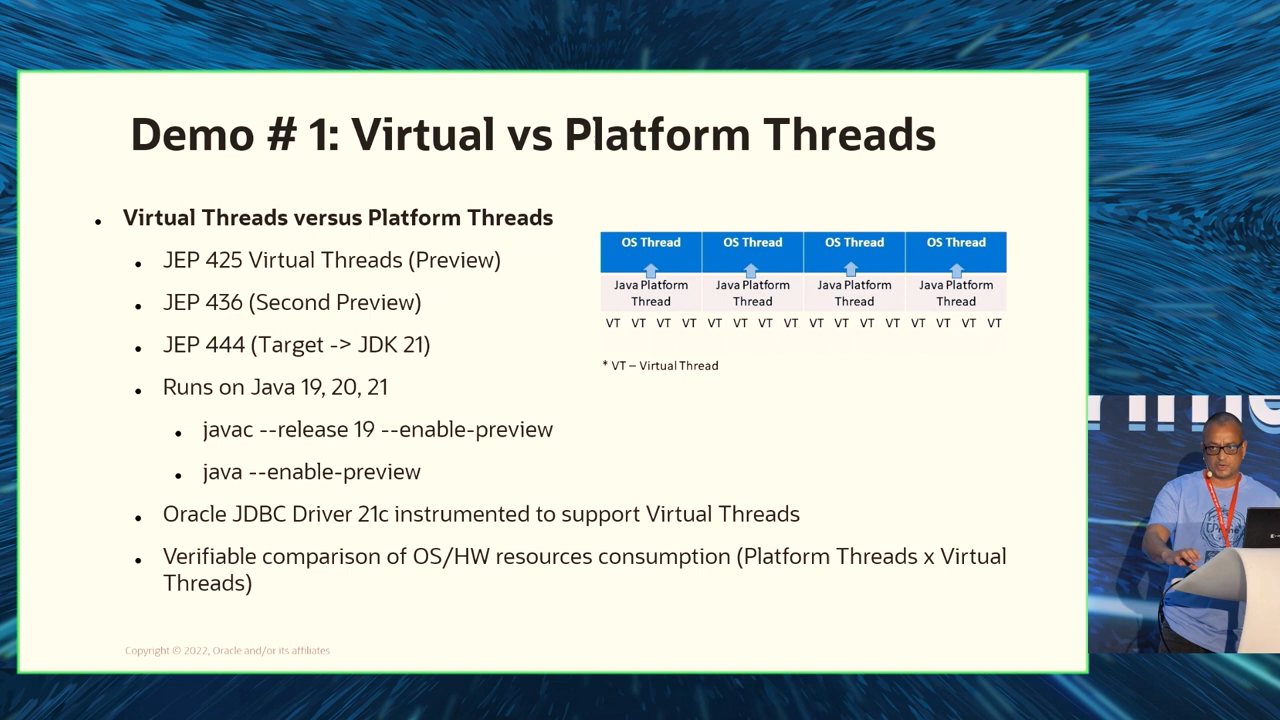 Demo # 1: Virtual vs Platform Threads
• Virtual Threads versus Platform Threads
• JEP 425 Virtual Threads (Preview)
• JEP 436 (Second Preview)
• JEP 444 (Target -> JDK 21)
• Runs on Java 19, 20, 21
• javac --release 19 --enable-preview
• java --enable-preview
• Oracle JDBC Driver 21c instrumented to support Virtual Threads
• Verifiable comparison of OS/HW resources consumption (Platform Threads x Virtual
Threads)
OS Thread OS Thread OS Thread OS Thread
Java Platform Java Platform Java Platform Java Platform
Thread Thread Thread Thread
VT VT VT VT VT VT VT VT VT VT VT VT VT VT VT VT
* VT – Virtual Thread
Copyright © 2022, Oracle and/or its affiliates